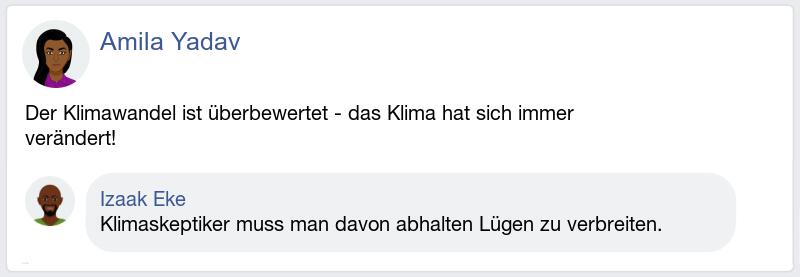 Amila Yadav
Der Klimawandel ist überbewertet - das Klima hat sich immer
verändert!
Izaak Eke
Klimaskeptiker muss man davon abhalten Lügen zu verbreiten.